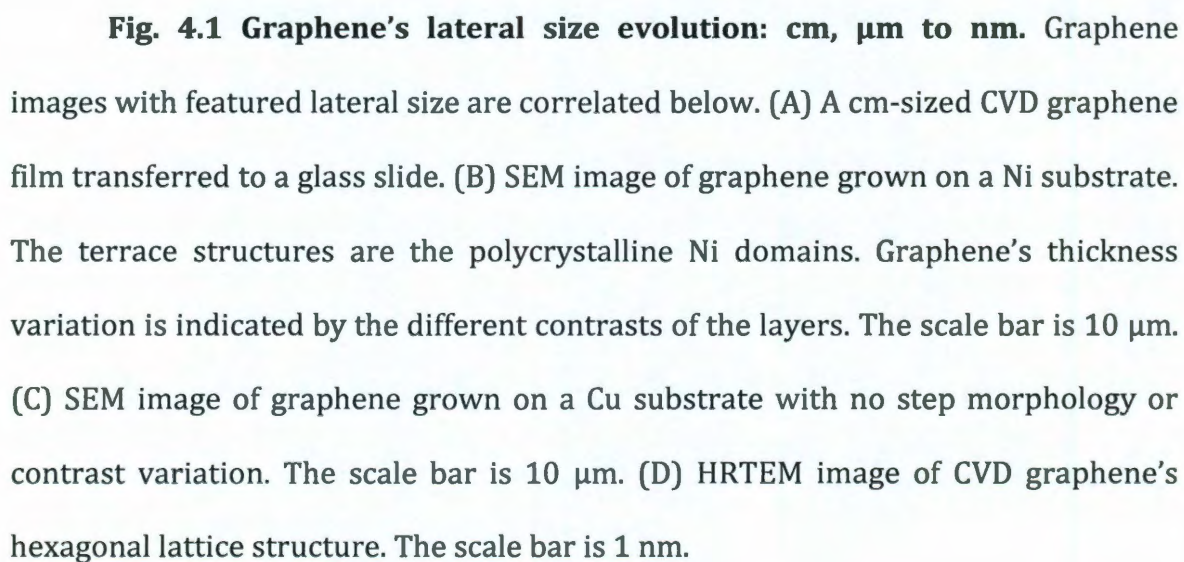 Fig. 4.1 Graphene's lateral size evolution: cm, µm to nm. Graphene
images with featured lateral size are correlated below. (A) A cm-sized CVD graphene
film transferred to a glass slide. (B) SEM image of graphene grown on a Ni substrate.
The terrace structures are the polycrystalline Ni domains. Graphene's thickness
variation is indicated by the different contrasts of the layers. The scale bar is 10 µm.
(C) SEM image of graphene grown on a Cu substrate with no step morphology or
contrast variation. The scale bar is 10 µm. (D) HRTEM image of CVD graphene's
hexagonal lattice structure. The scale bar is 1 nm.